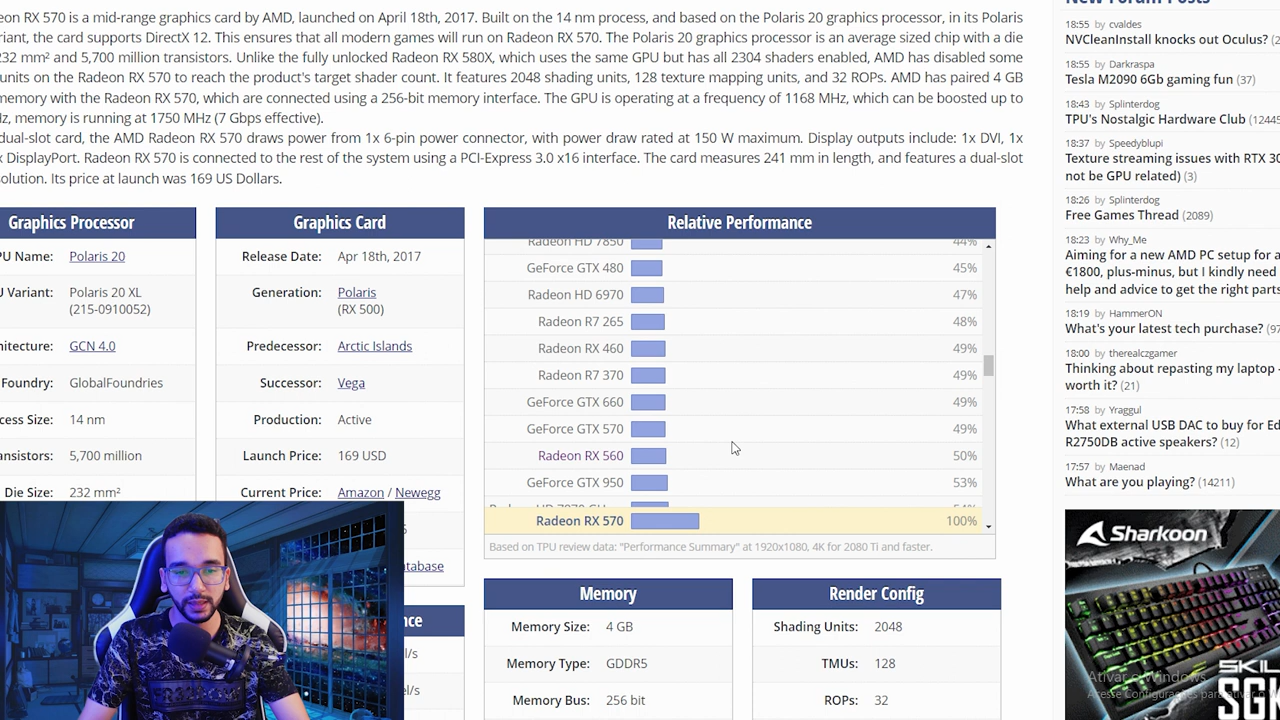 on RX 570 is a mid-range graphics card by AMD, launched on April 18th, 2017. Built on the 14 nm process, and based on the Polaris 20 graphics processor, in its Polaris
riant, the card supports DirectX 12. This ensures that all modern games will run on Radeon RX 570. The Polaris 20 graphics processor is an average sized chip with a die
232 mm² and 5,700 million transistors. Unlike the fully unlocked Radeon RX 580X, which uses the same GPU but has all 2304 shaders enabled, AMD has disabled some
units on the Radeon RX 570 to reach the product's target shader count. It features 2048 shading units, 128 texture mapping units, and 32 ROPs. AMD has paired 4 GB
memory with the Radeon RX 570, which are connected using a 256-bit memory interface. The GPU is operating at a frequency of 1168 MHz, which can be boosted up to
z, memory is running at 1750 MHz (7 Gbps effective).
dual-slot card, the AMD Radeon RX 570 draws power from 1x 6-pin power connector, with power draw rated at 150 W maximum. Display outputs include: 1x DVI, 1x
x DisplayPort. Radeon RX 570 is connected to the rest of the system using a PCI-Express 3.0 x16 interface. The card measures 241 mm in length, and features a dual-slot
olution. Its price at launch was 169 US Dollars.
Graphics Processor
PU Name: Polaris 20
U Variant: Polaris 20 XL
(215-0910052)
hitecture: GCN 4.0
Foundry: GlobalFoundries
cess Size: 14 nm
nsistors: 5,700 million
Die Size: 232 mm²
Graphics Card
Release Date: Apr 18th, 2017
Generation: Polaris
(RX 500)
Predecessor: Arctic Islands
Successor: Vega
Production: Active
Launch Price: 169 USD
Current Price: Amazon / Newegg
atabase
nce
el/s
el/s
Relative Performance
Radeon HD 7850 44%
GeForce GTX 480 45%
Radeon HD 6970 47%
Radeon R7 265 48%
Radeon RX 460 49%
Radeon R7 370 49%
GeForce GTX 660 49%
GeForce GTX 570 49%
Radeon RX 560 50%
GeForce GTX 950 53%
Radeon RX 570 100%
Based on TPU review data: "Performance Summary" at 1920x1080, 4K for 2080 Ti and faster.
Memory
Memory Size: 4 GB
Memory Type: GDDR5
Memory Bus: 256 bit
Render Config
Shading Units: 2048
TMUs: 128
ROPs: 32
New Forum Posts
18:55 by cvaldes
NVCleanInstall knocks out Oculus? (2
18:55 by Darkraspa
Tesla M2090 6Gb gaming fun (37)
18:43 by Splinterdog
TPU's Nostalgic Hardware Club (12445
18:37 by Speedyblupi
Texture streaming issues with RTX 30
not be GPU related) (3)
18:26 by Splinterdog
Free Games Thread (2089)
18:23 by Why_Me
Aiming for a new AMD PC setup for a
€1800, plus-minus, but I kindly need
help and advice to get the right parts
18:19 by HammerON
What's your latest tech purchase? (97
18:00 by therealczgamer
Thinking about repasting my laptop -
worth it? (21)
17:58 by Yraggul
What external USB DAC to buy for Ed
R2750DB active speakers? (12)
17:57 by Maenad
What are you playing? (14211)
Sharkoon
SKIL
SG
Ativar o Windows
Acesse Configurações para ativar o W